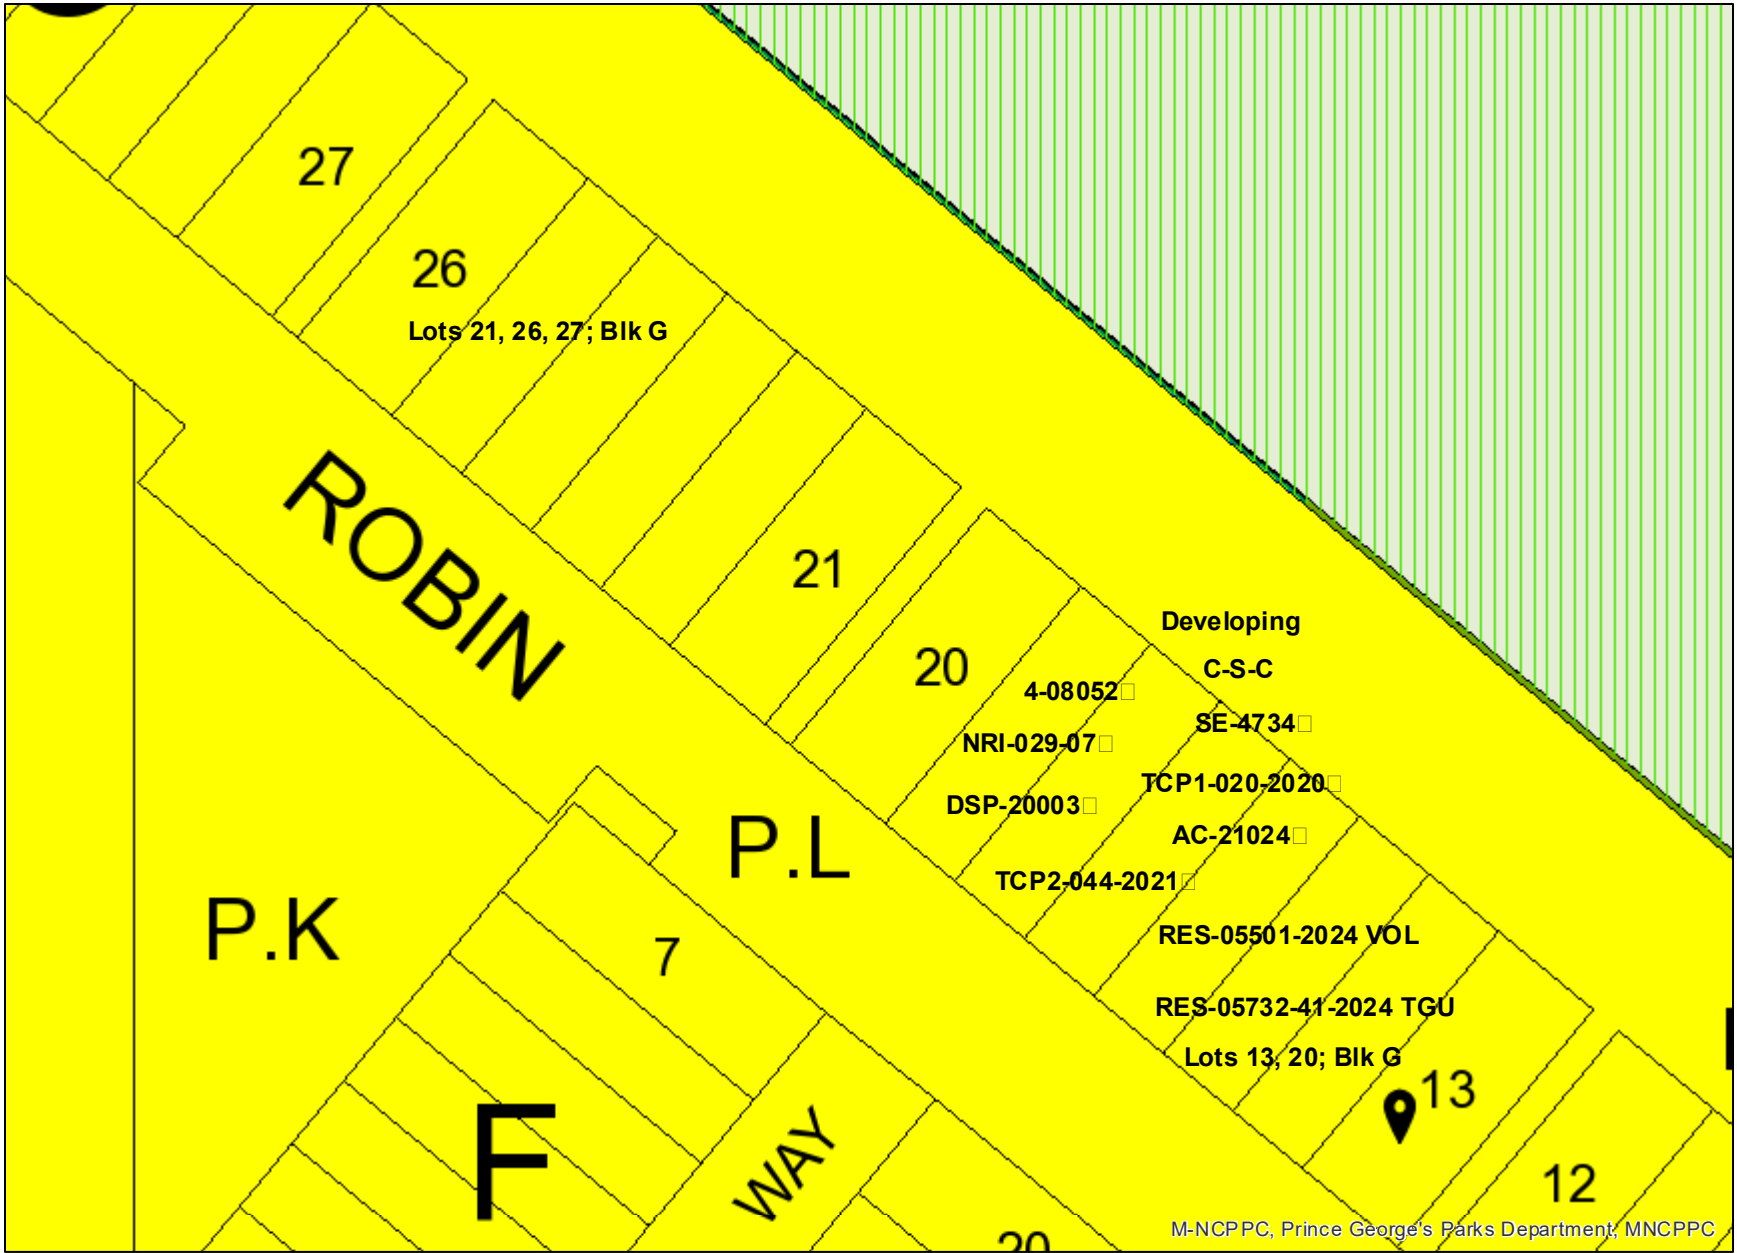 27
26
Lots 21, 26, 27; Blk G
ROBIN
21
20
Developing
C-S-C
4-08052
SE-4734
NRI-029-07
TCP1-020-2020
DSP-20003
AC-21024
P.L
TCP2-044-2021
P.K
7
RES-05501-2024 VOL
RES-05732-41-2024 TGU
Lots 13, 20; Blk G
13
F
WAY
12
20
M-NCPPC, Prince George's Parks Department, MNCPPC